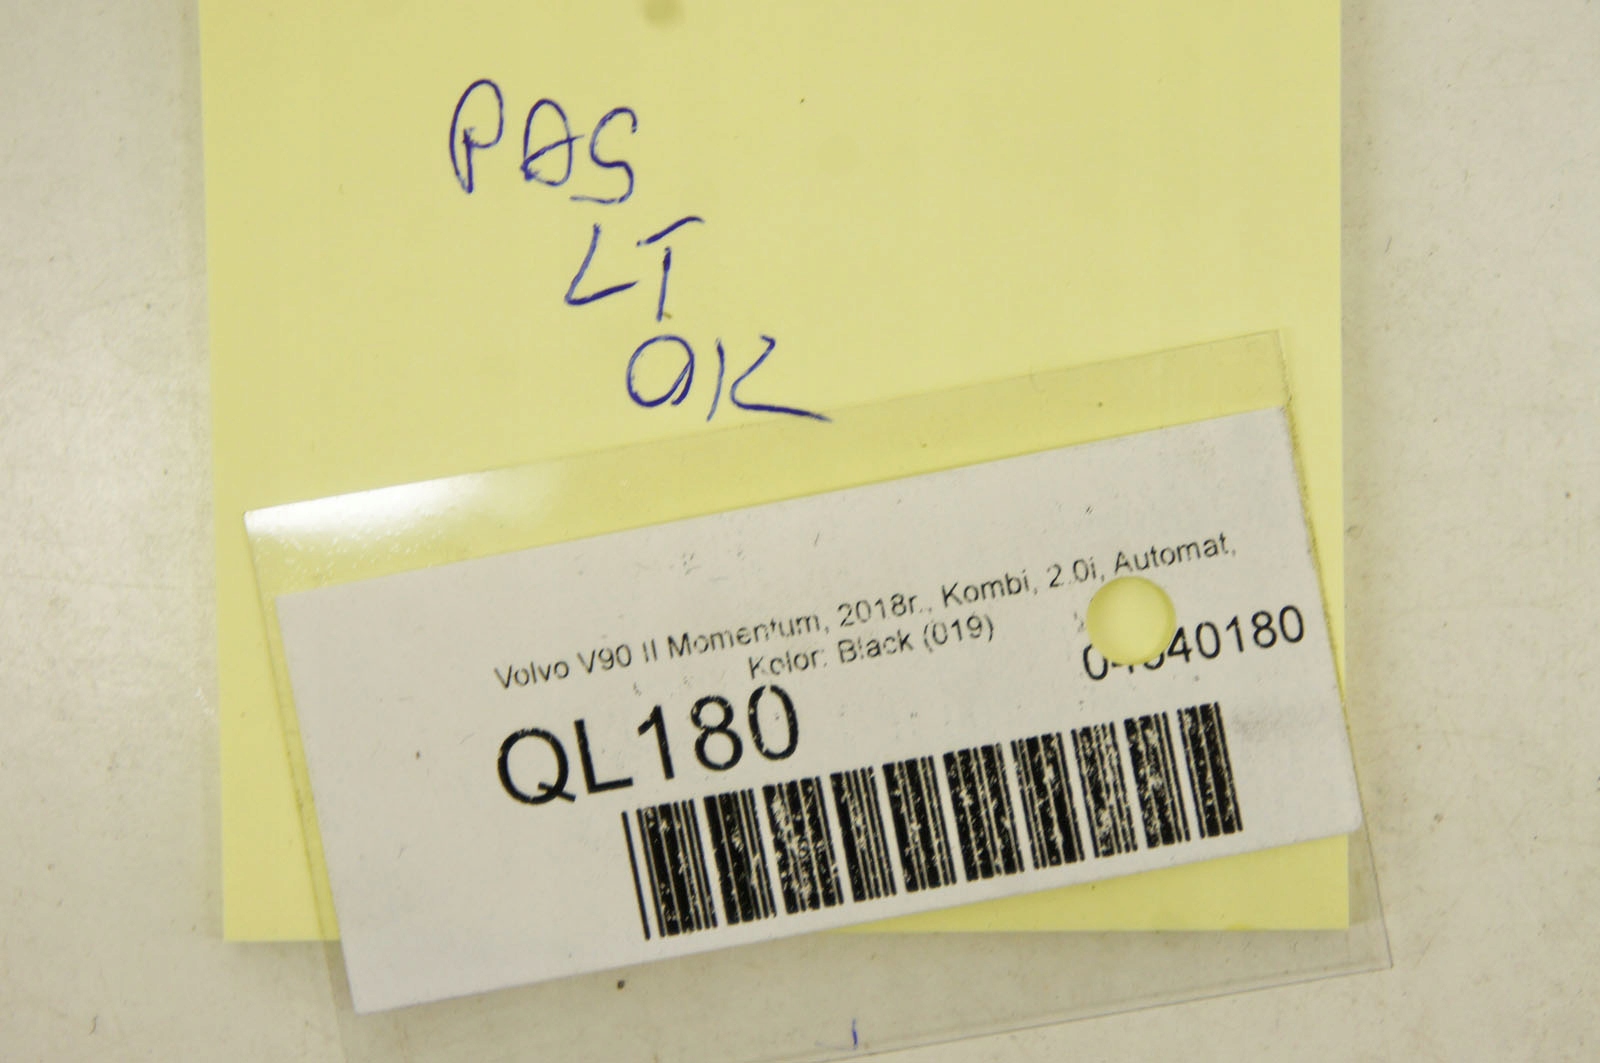 PAS
LT
OK
Volvo V90 II Momentum, 2018r., Kombi, 2.0i, Automat,
Kolor: Black (019)
QL180